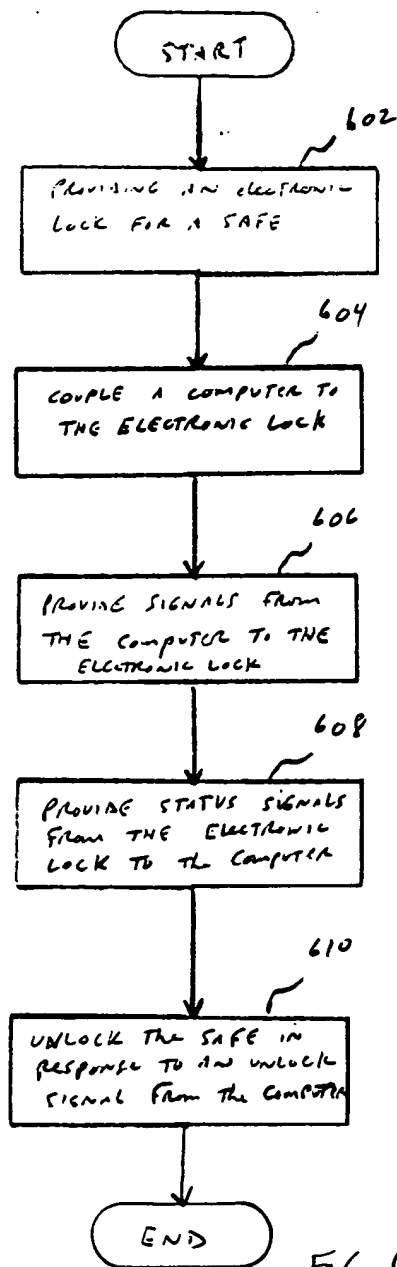 START
602
PROVIDING AN ELECTRONIC
LOCK FOR A SAFE
604
COUPLE A COMPUTER TO
THE ELECTRONIC LOCK
606
PROVIDE SIGNALS FROM
THE COMPUTER TO THE
ELECTRONIC LOCK
608
PROVIDE STATUS SIGNALS
FROM THE ELECTRONIC
LOCK TO THE COMPUTER
610
UNLOCK THE SAFE IN
RESPONSE TO AN UNLOCK
SIGNAL FROM THE COMPUTER
END